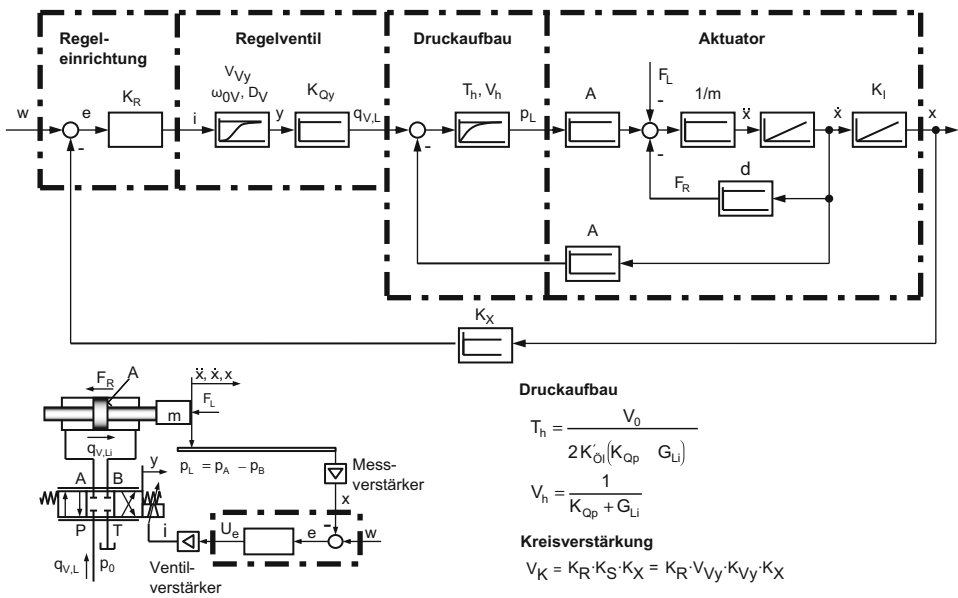 Regel-
einrichtung
Regelventil
Druckaufbau
Aktuator
w
e
K_R
i
V_Vy
ω_0V, D_V
y
K_Qy
q_V,L
T_h, V_h
p_L
A
F_L
1/m
ẍ
ẋ
K_I
x
-
-
-
-
F_R
d
A
K_X
F_R
A
ẍ, ẋ, x
m
F_L
q_V,Li
y
A
B
P
T
q_V,L
p_0
i
p_L = p_A – p_B
Mess-
verstärker
x
-
U_e
e
w
Ventil-
verstärker
Druckaufbau
T_h = V_0 / 2K´_Öl(K_Qp G_Li)
V_h = 1 / K_Qp + G_Li
Kreisverstärkung
V_K = K_R·K_S·K_X = K_R·V_Vy·K_Vy·K_X